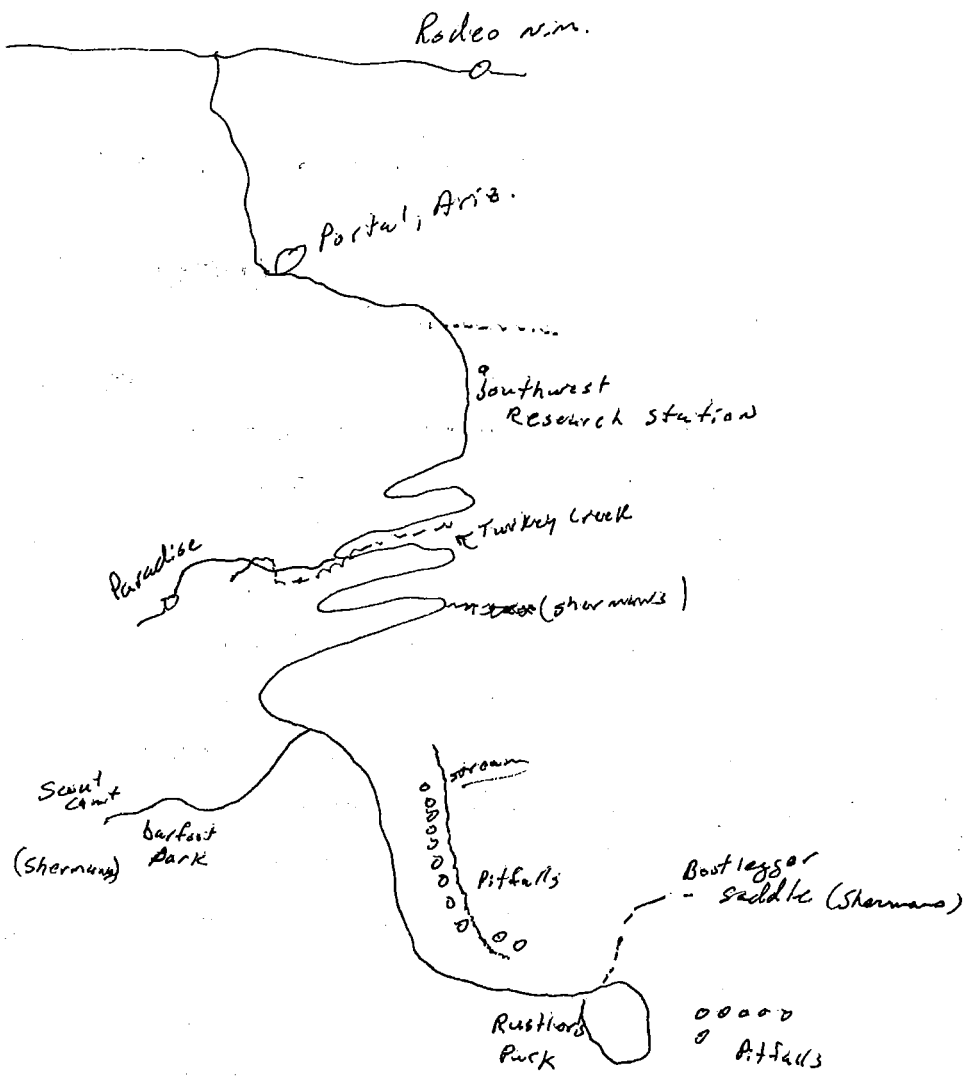 Rodeo N.M.
Portal, Ariz.
Southwest
Research Station
Turkey Creek
Paradise
(shermans)
stream
Scout
Camp
barfoot
Park
(Shermans)
Pitfalls
Bootlegger
Saddle (Shermans)
Rustlers
Park
Pitfalls